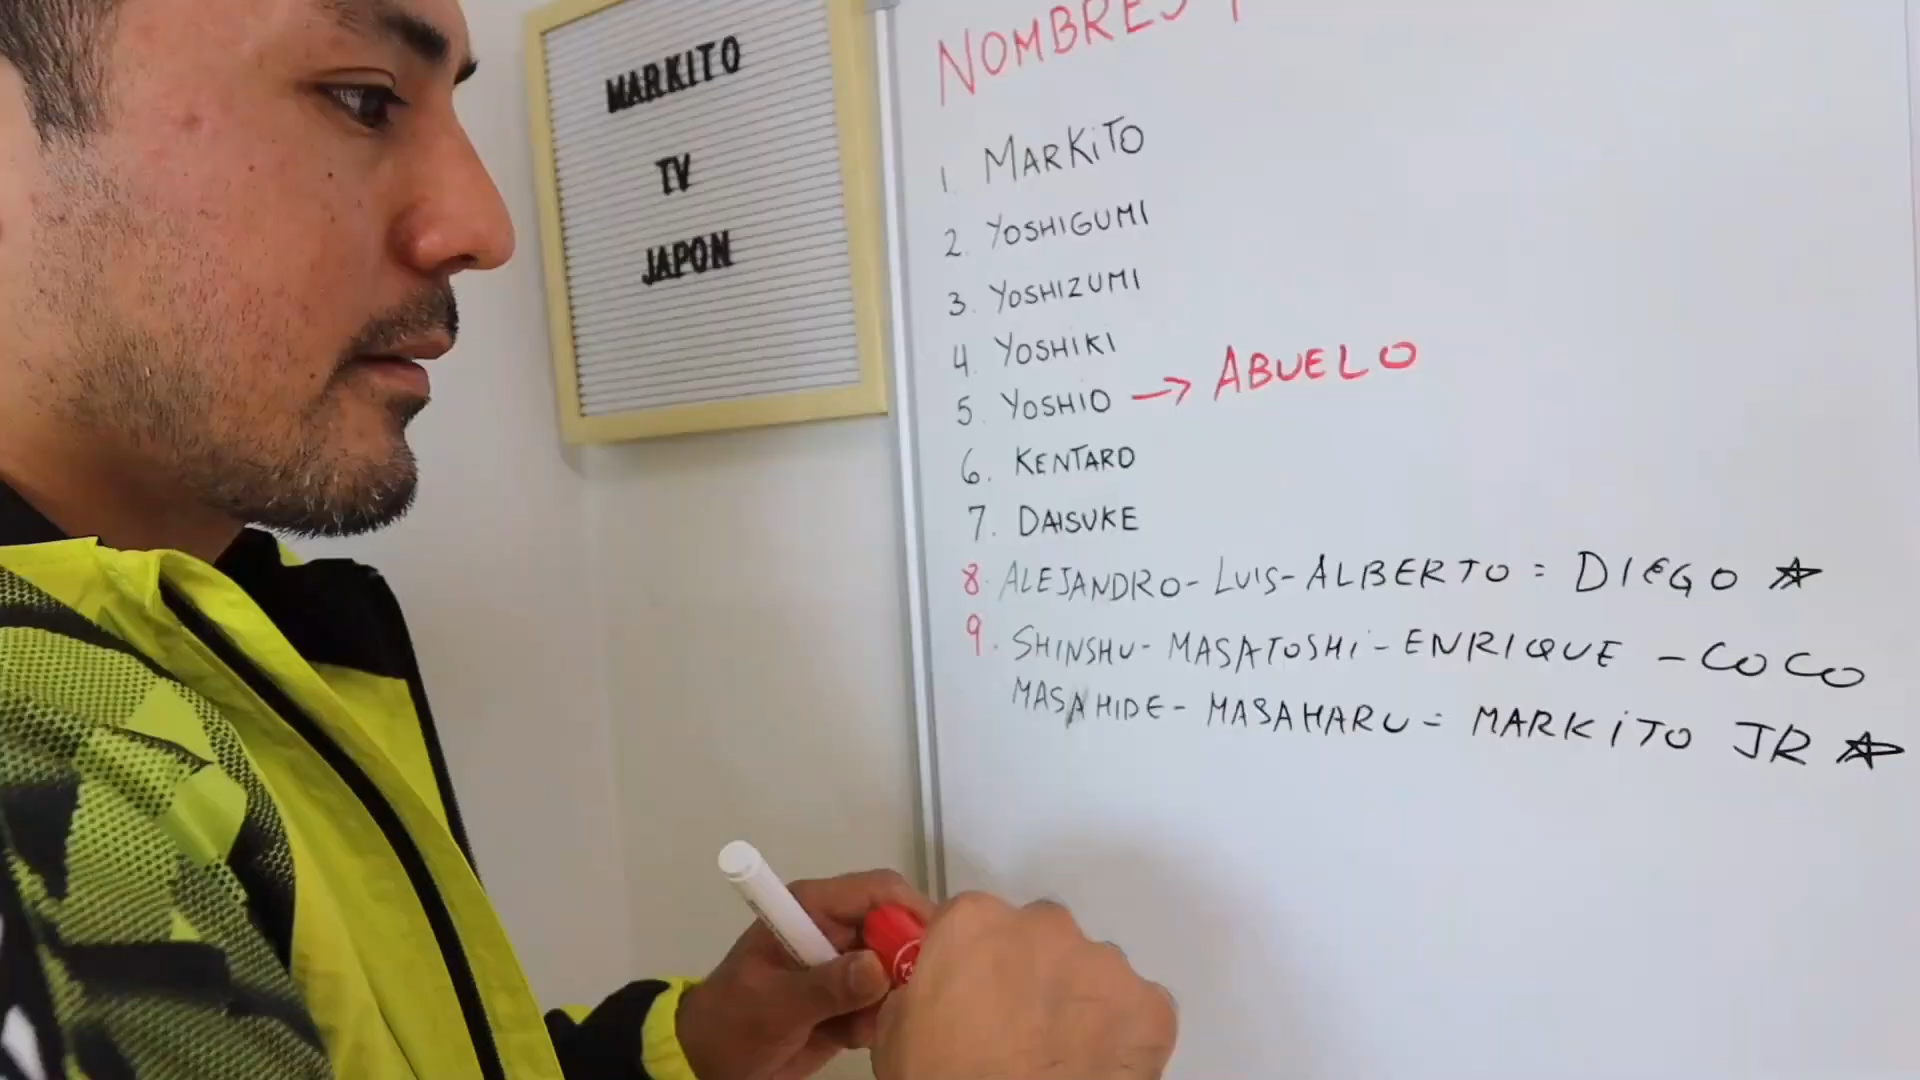 MARKITO
TV
JAPON
NOMBRES
1. MARKITO
2. YOSHIGUMI
3. YOSHIZUMI
4 YOSHIKI
5. YOSHIO → ABUELO
6. KENTARO
7. DAISUKE
8. ALEJANDRO-LUIS-ALBERTO = DIEGO ☆
9. SHINSHU-MASATOSHI-ENRIQUE -COCO
MASAHIDE-MASAHARU= MARKITO JR ☆